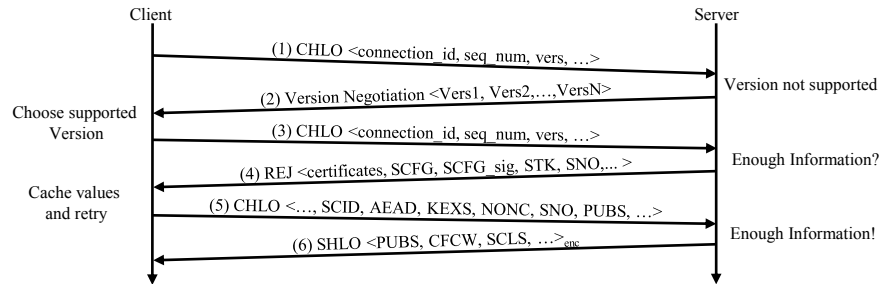 Client
Server
(1) CHLO <connection_id, seq_num, vers, …>
Version not supported
(2) Version Negotiation <Vers1, Vers2,…,VersN>
Choose supported
Version
(3) CHLO <connection_id, seq_num, vers, …>
Enough Information?
(4) REJ <certificates, SCFG, SCFG_sig, STK, SNO,... >
Cache values
and retry
(5) CHLO <…, SCID, AEAD, KEXS, NONC, SNO, PUBS, …>
Enough Information!
(6) SHLO <PUBS, CFCW, SCLS, …>enc